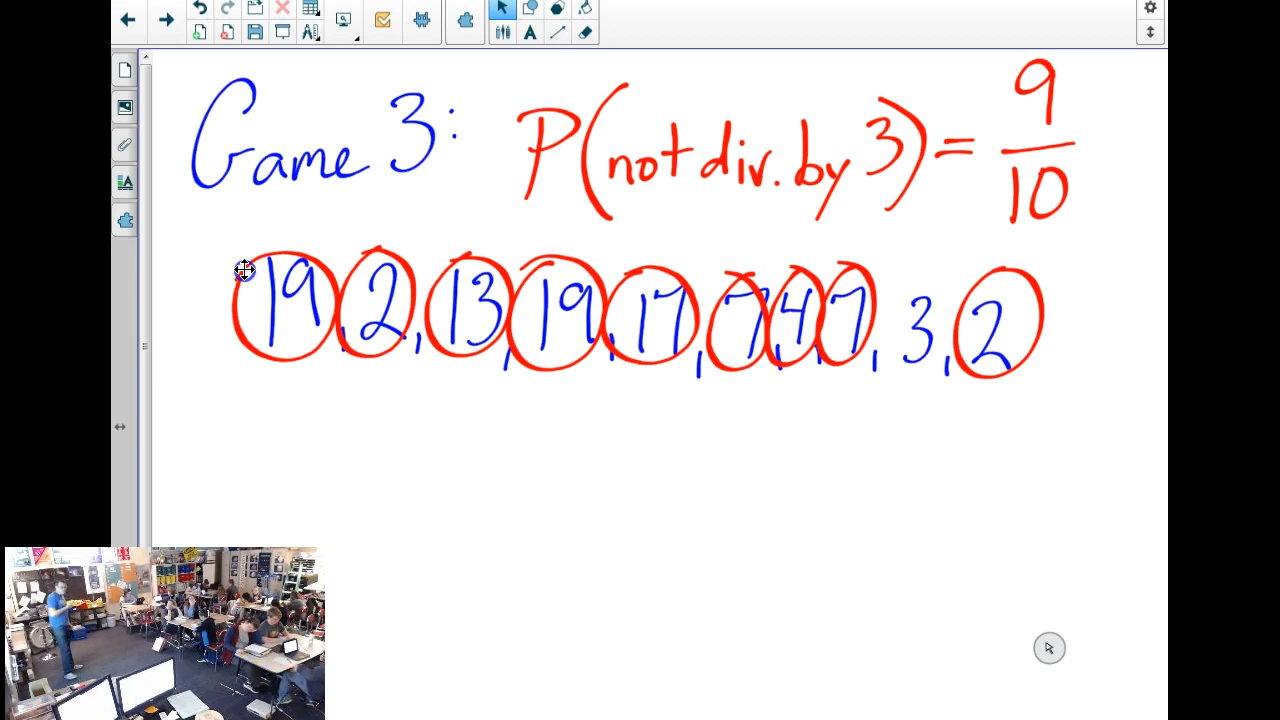 Game 3: P(not div. by 3) = 9/10
19, 2, 13, 19, 17, 7, 4, 7, 3, 2